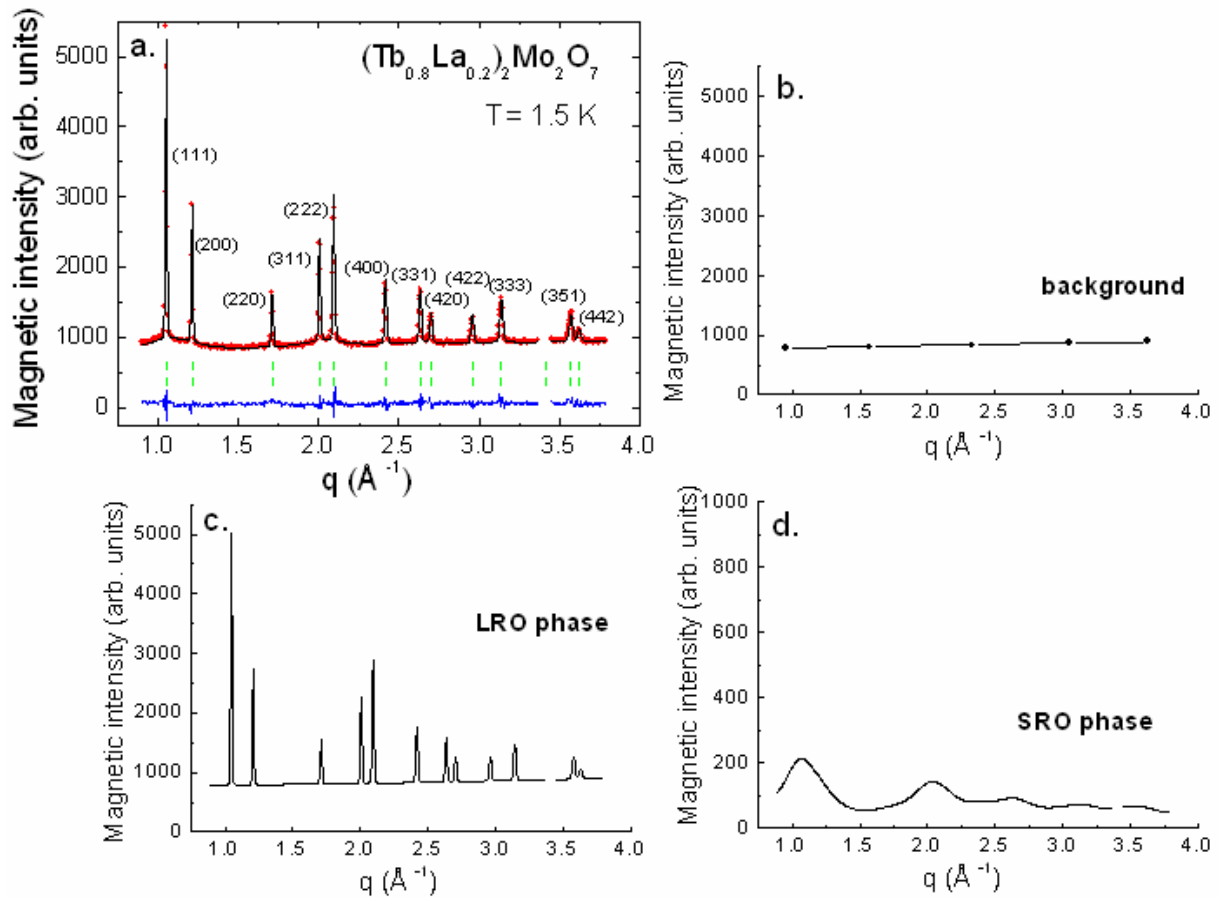 a.
(Tb0.8La0.2)2Mo2O7
T= 1.5 K
Magnetic intensity (arb. units)
5000
4000
3000
2000
1000
0
(111)
(200)
(220)
(311)
(222)
(400)
(331)
(420)
(422)
(333)
(351)
(442)
1.0 1.5 2.0 2.5 3.0 3.5 4.0
q (Å -1)
b.
Magnetic intensity (arb. units)
5000
4000
3000
2000
1000
0
background
1.0 1.5 2.0 2.5 3.0 3.5 4.0
q (Å -1)
c.
Magnetic intensity (arb. units)
5000
4000
3000
2000
1000
0
LRO phase
1.0 1.5 2.0 2.5 3.0 3.5 4.0
q (Å -1)
d.
Magnetic intensity (arb. units)
1000
800
600
400
200
0
SRO phase
1.0 1.5 2.0 2.5 3.0 3.5 4.0
q (Å -1)